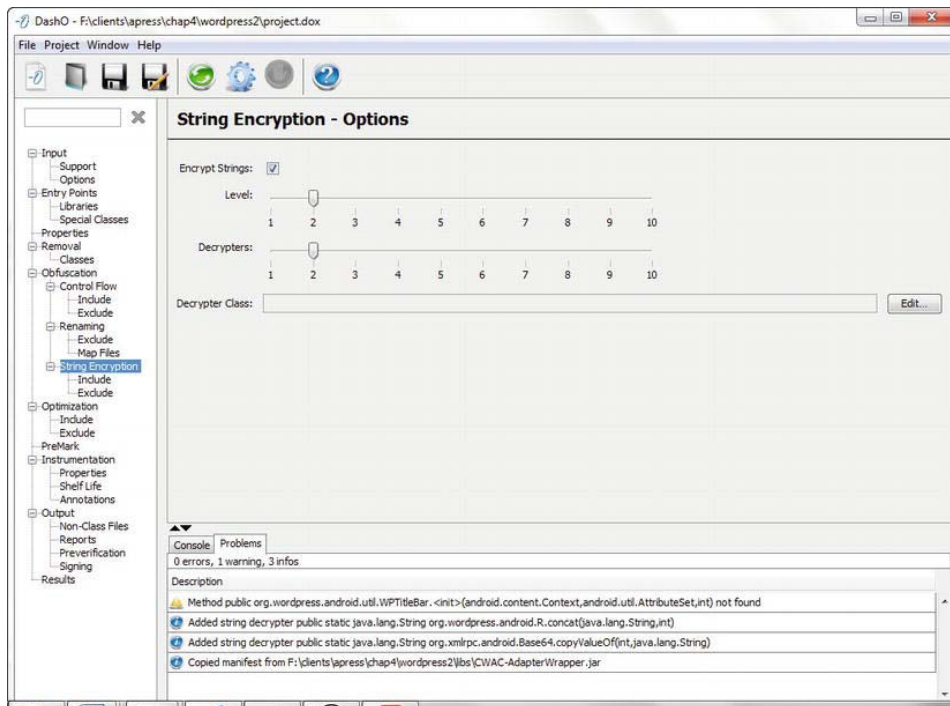 DashO - F:\clients\apress\chap4\wordpress2\project.dox
File Project Window Help
String Encryption - Options
Input
Support
Options
Entry Points
Libraries
Special Classes
Properties
Removal
Classes
Obfuscation
Control Flow
Include
Exclude
Renaming
Exclude
Map Files
String Encryption
Include
Exclude
Optimization
Include
Exclude
PreMark
Instrumentation
Properties
Shelf Life
Annotations
Output
Non-Class Files
Reports
Preverification
Signing
Results
Encrypt Strings:
Level:
1 2 3 4 5 6 7 8 9 10
Decrypters:
1 2 3 4 5 6 7 8 9 10
Decrypter Class:
Edit...
Console Problems
0 errors, 1 warning, 3 infos
Description
Method public org.wordpress.android.util.WPTitleBar.<init>(android.content.Context,android.util.AttributeSet,int) not found
Added string decrypter public static java.lang.String org.wordpress.android.R.concat(java.lang.String,int)
Added string decrypter public static java.lang.String org.xmlrpc.android.Base64.copyValueOf(int,java.lang.String)
Copied manifest from F:\clients\apress\chap4\wordpress2\libs\CWAC-AdapterWrapper.jar